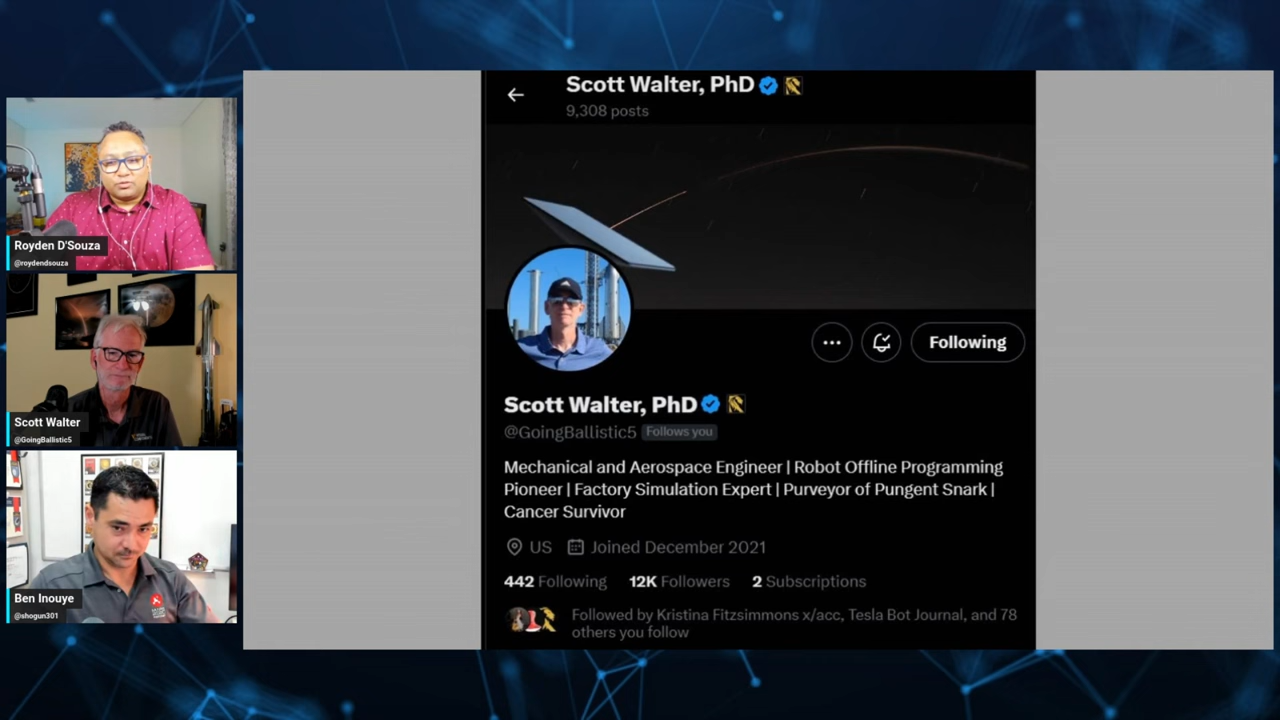 Royden D'Souza
@roydendsouza
Scott Walter
@GoingBallistic5
Ben Inouye
@shogun301
Scott Walter, PhD
9,308 posts
Following
Scott Walter, PhD
@GoingBallistic5 Follows you
Mechanical and Aerospace Engineer | Robot Offline Programming
Pioneer | Factory Simulation Expert | Purveyor of Pungent Snark |
Cancer Survivor
US Joined December 2021
442 Following 12K Followers 2 Subscriptions
Followed by Kristina Fitzsimmons x/acc, Tesla Bot Journal, and 78
others you follow